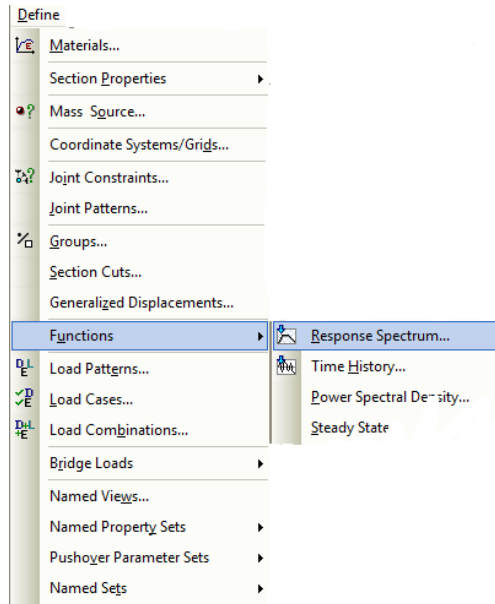 Define
Materials...
Section Properties
Mass Source...
Coordinate Systems/Grids...
Joint Constraints...
Joint Patterns...
Groups...
Section Cuts...
Generalized Displacements...
Functions
Response Spectrum...
Time History...
Power Spectral Density...
Steady State
Load Patterns...
Load Cases...
Load Combinations...
Bridge Loads
Named Views...
Named Property Sets
Pushover Parameter Sets
Named Sets